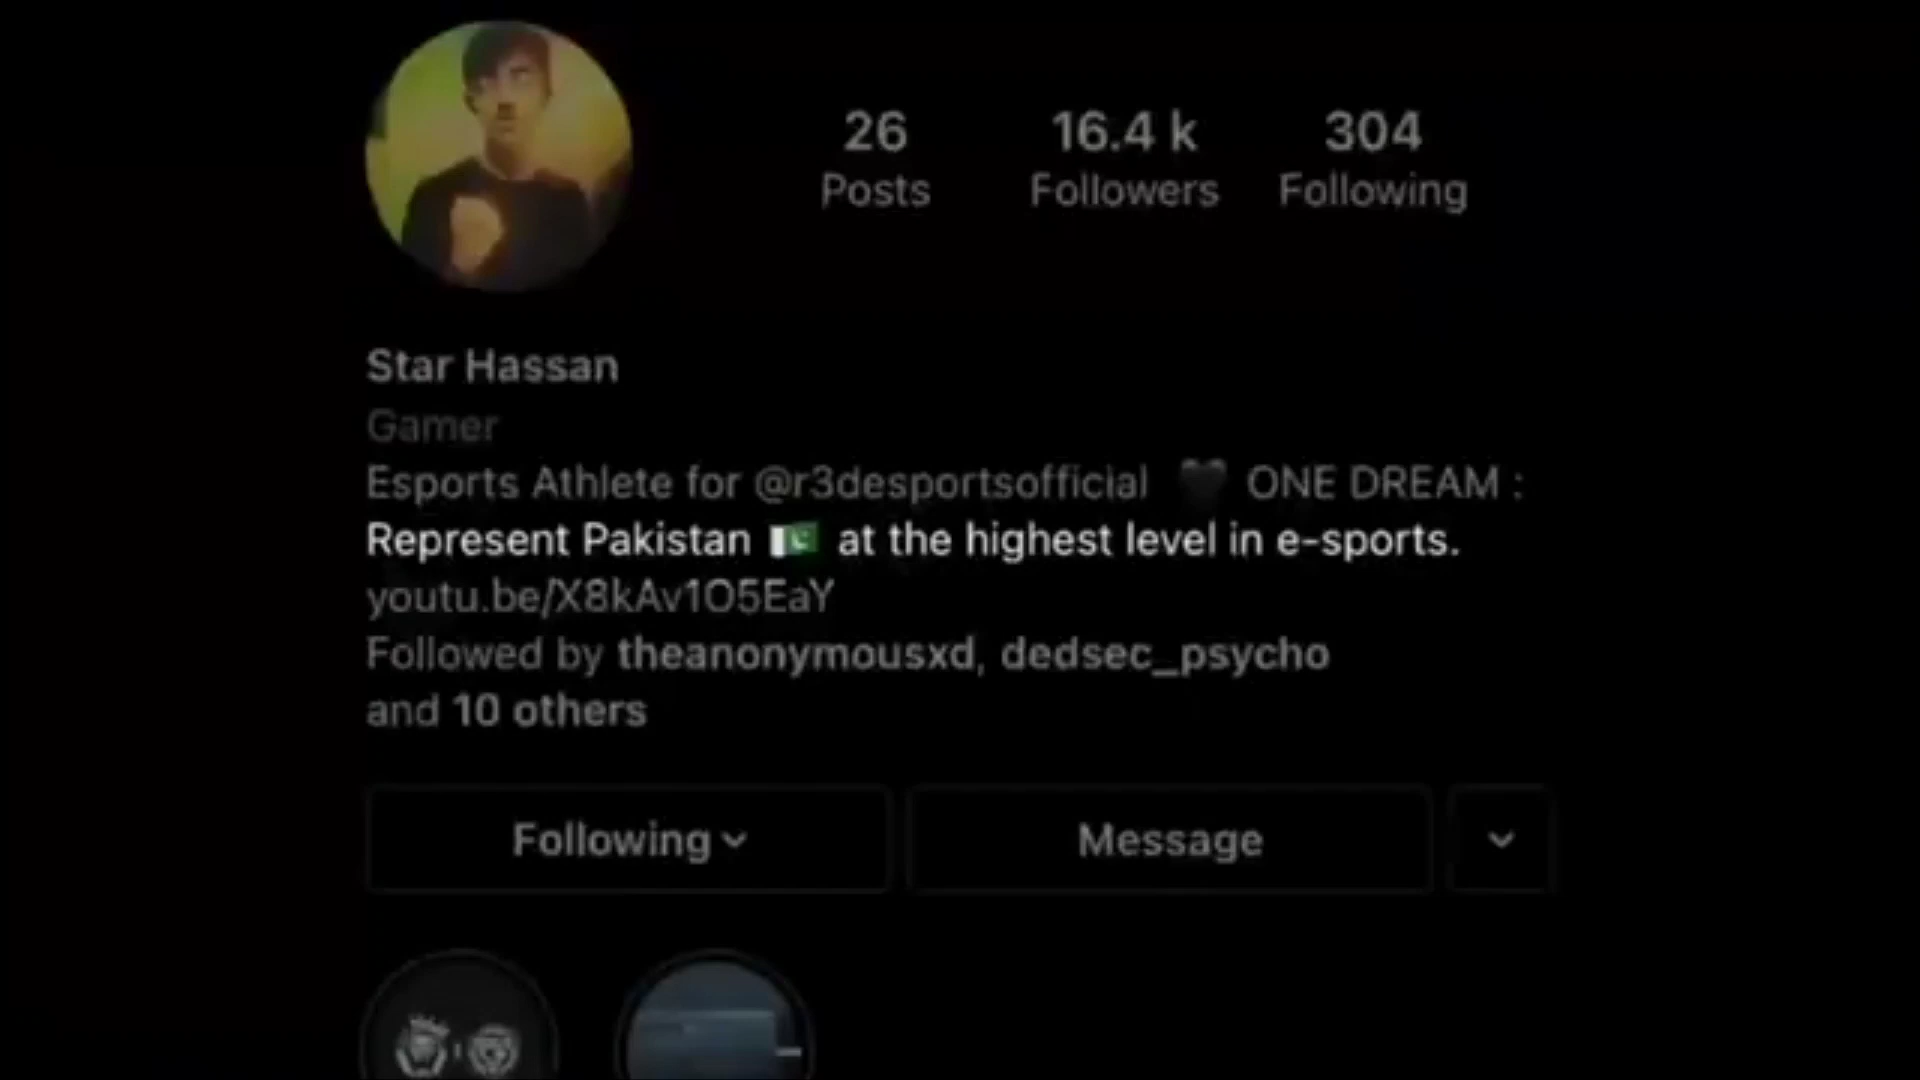 26 16.4 k 304
Posts Followers Following
Star Hassan
Gamer
Esports Athlete for @r3desportsofficial 🖤 ONE DREAM :
Represent Pakistan 🇵🇰 at the highest level in e-sports.
youtu.be/X8kAv1O5EaY
Followed by theanonymousxd, dedsec_psycho
and 10 others
Following Message